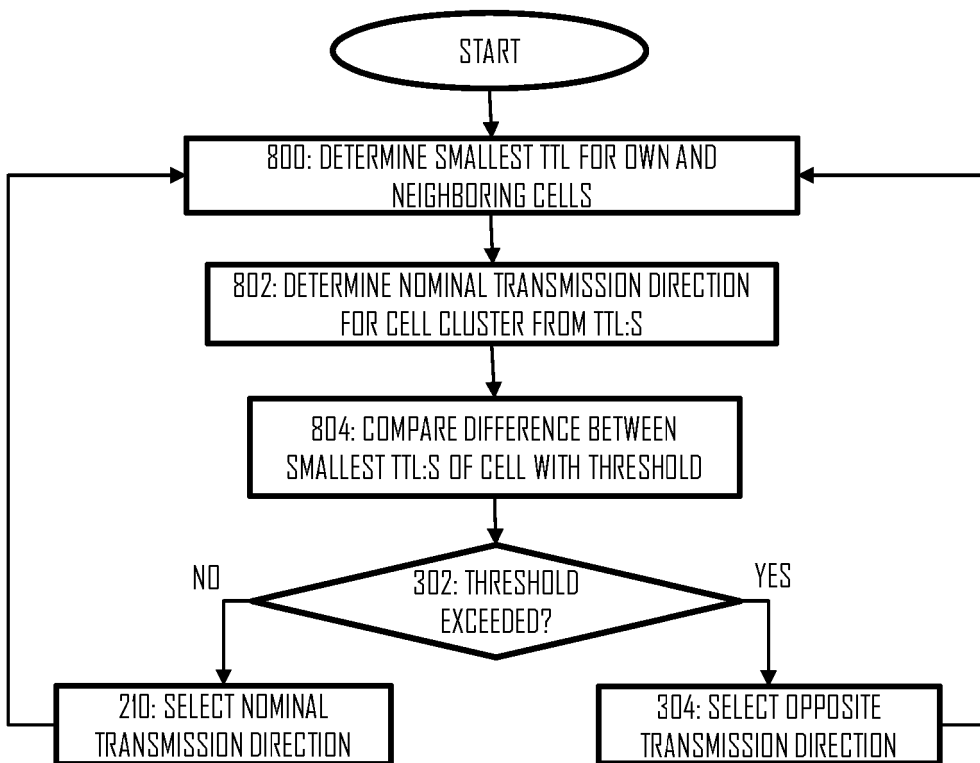 START
800: DETERMINE SMALLEST TTL FOR OWN AND
NEIGHBORING CELLS
802: DETERMINE NOMINAL TRANSMISSION DIRECTION
FOR CELL CLUSTER FROM TTL:S
804: COMPARE DIFFERENCE BETWEEN
SMALLEST TTL:S OF CELL WITH THRESHOLD
302: THRESHOLD
EXCEEDED?
NO
YES
210: SELECT NOMINAL
TRANSMISSION DIRECTION
304: SELECT OPPOSITE
TRANSMISSION DIRECTION